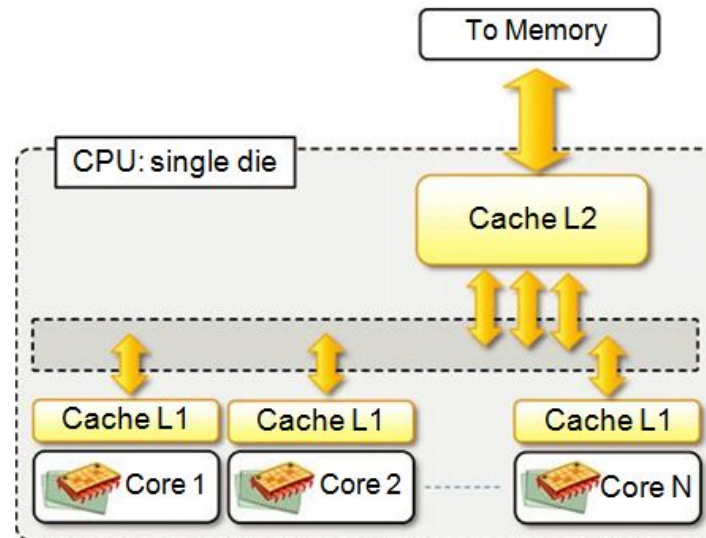 To Memory
CPU: single die
Cache L2
Cache L1
Cache L1
Cache L1
Core 1
Core 2
Core N